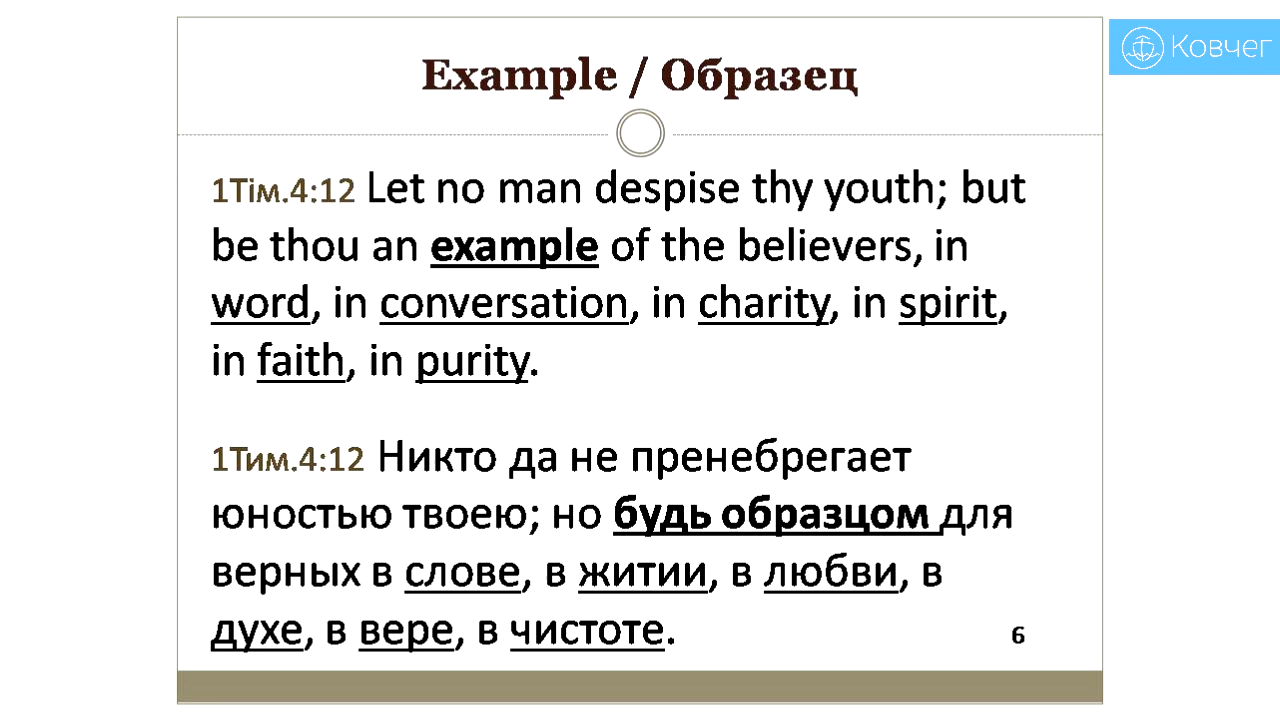 Ковчег
Example / Образец
1Тім.4:12 Let no man despise thy youth; but
be thou an example of the believers, in
word, in conversation, in charity, in spirit,
in faith, in purity.
1Тим.4:12 Никто да не пренебрегает
юностью твоею; но будь образцом для
верных в слове, в житии, в любви, в
духе, в вере, в чистоте.
6